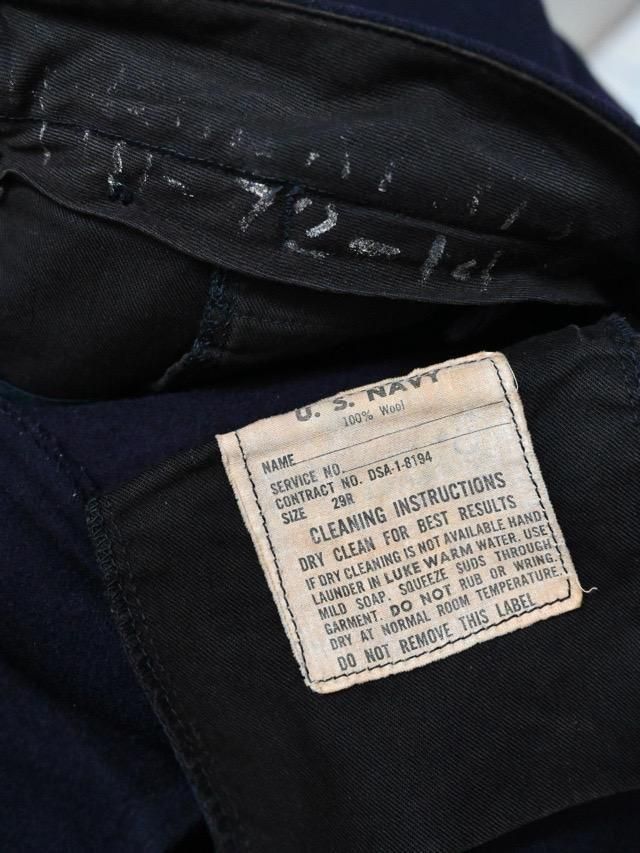 U. S. NAVY
100% Wool
NAME
SERVICE NO.
CONTRACT NO. DSA-1-8194
SIZE 29R
CLEANING INSTRUCTIONS
DRY CLEAN FOR BEST RESULTS
IF DRY CLEANING IS NOT AVAILABLE HAND
LAUNDER IN LUKE WARM WATER. USE
MILD SOAP. SQUEEZE SUDS THROUGH
GARMENT. DO NOT RUB OR WRING.
DRY AT NORMAL ROOM TEMPERATURE.
DO NOT REMOVE THIS LABEL